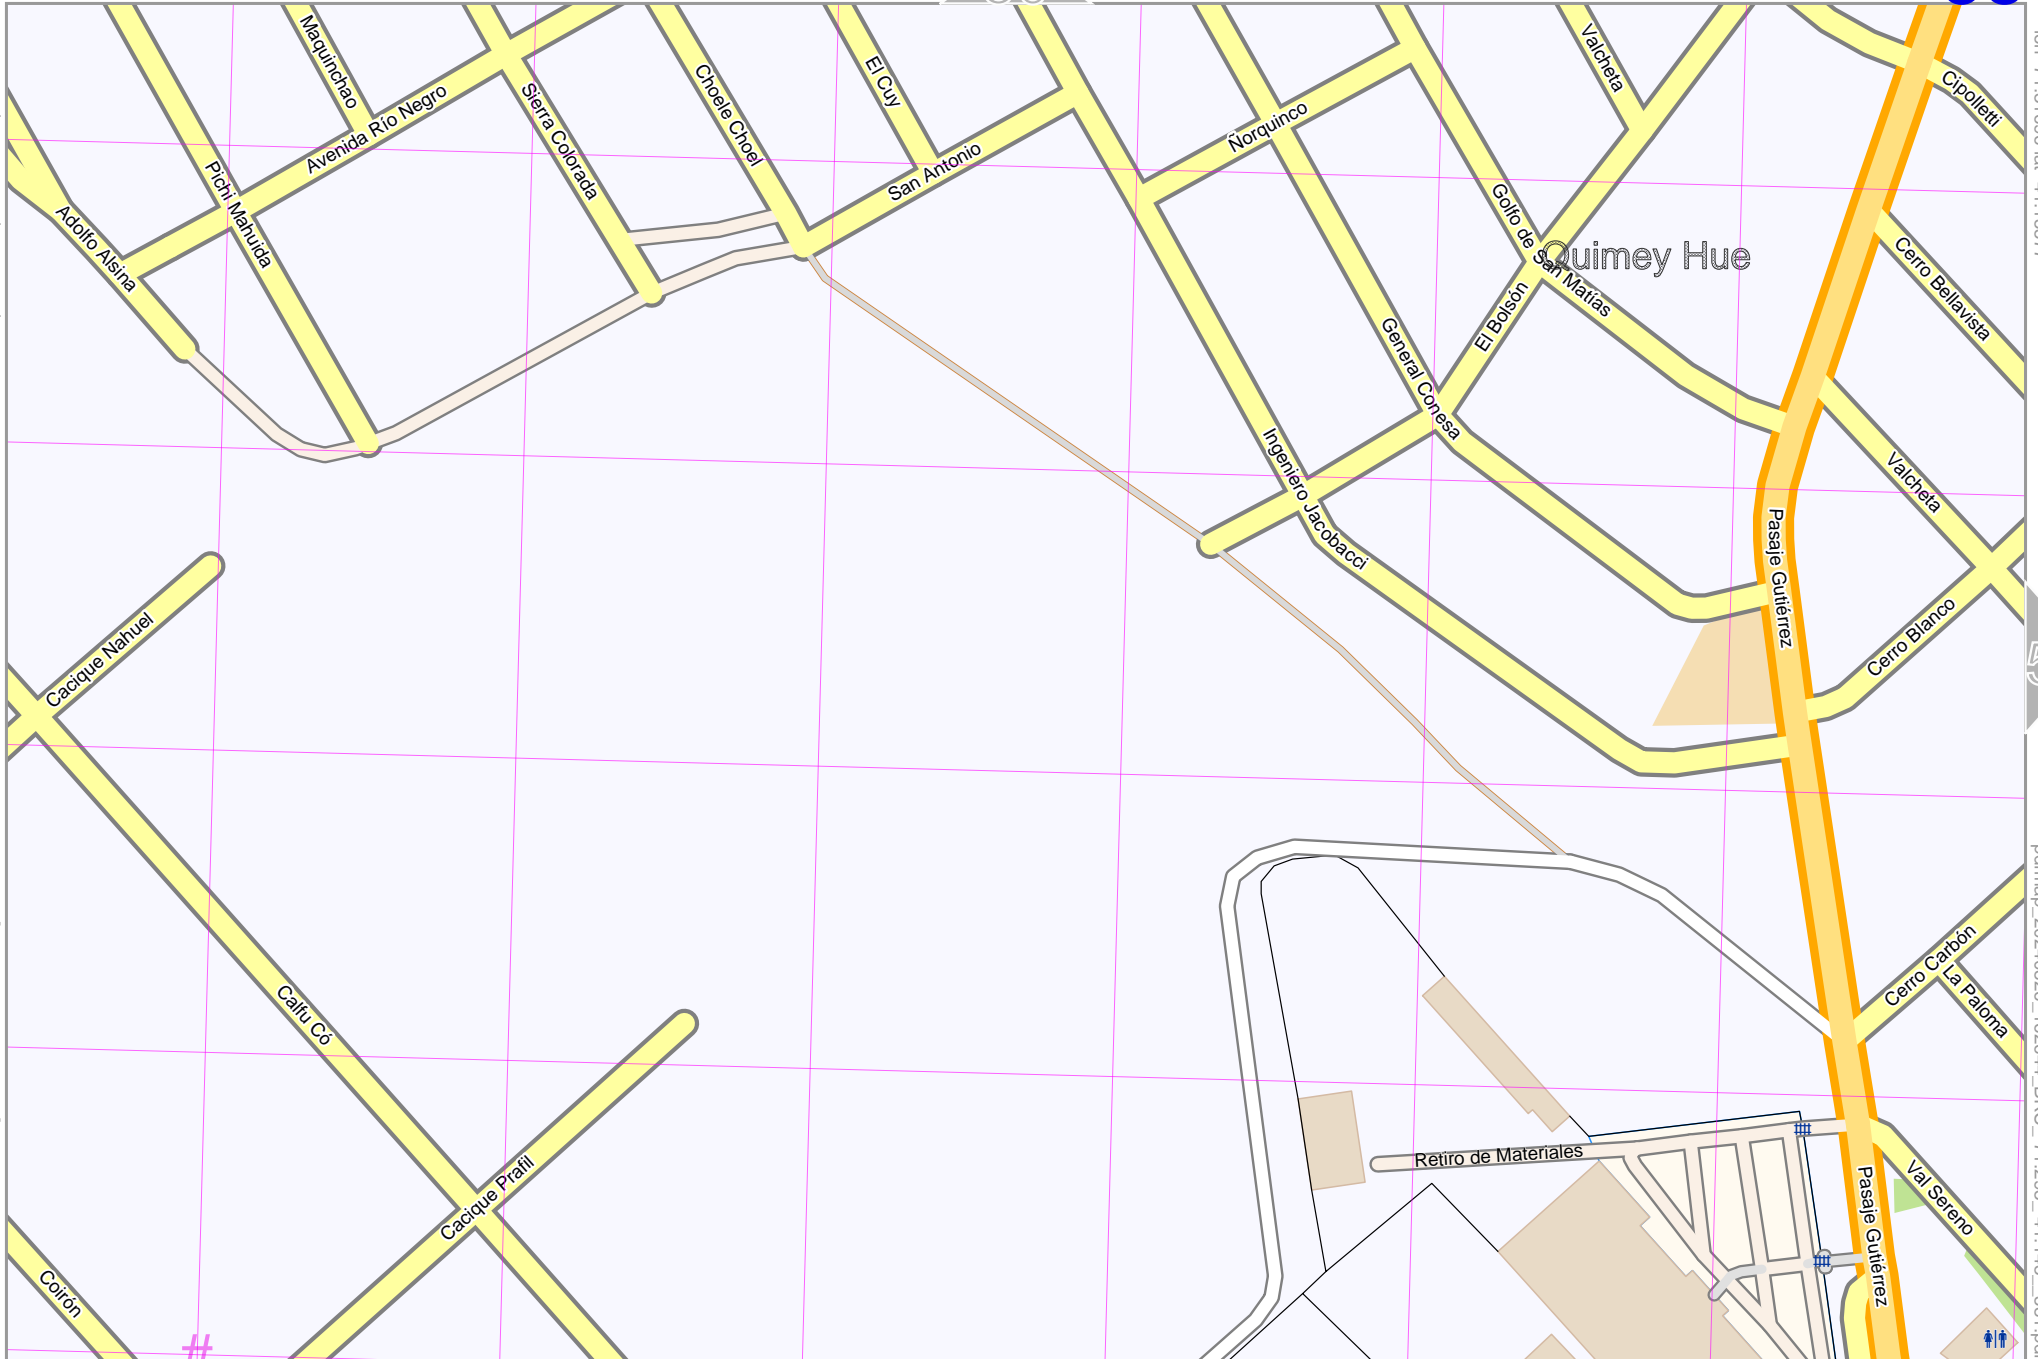 Maquinchao
Valcheta
Choele Choel
El Cuy
Cipolletti
Avenida Río Negro
Sierra Colorada
Ñorquinco
San Antonio
Pichi Mahuida
Adolfo Alsina
Golfo de San Matías
Quimey Hue
Cerro Bellavista
El Bolsón
General Conesa
Ingeniero Jacobacci
Valcheta
Pasaje Gutiérrez
Cacique Nahuel
Cerro Blanco
Cerro Carbón
La Paloma
Calfu Có
Retiro de Materiales
Cacique Prafil
Val Sereno
Pasaje Gutiérrez
Coirón
#